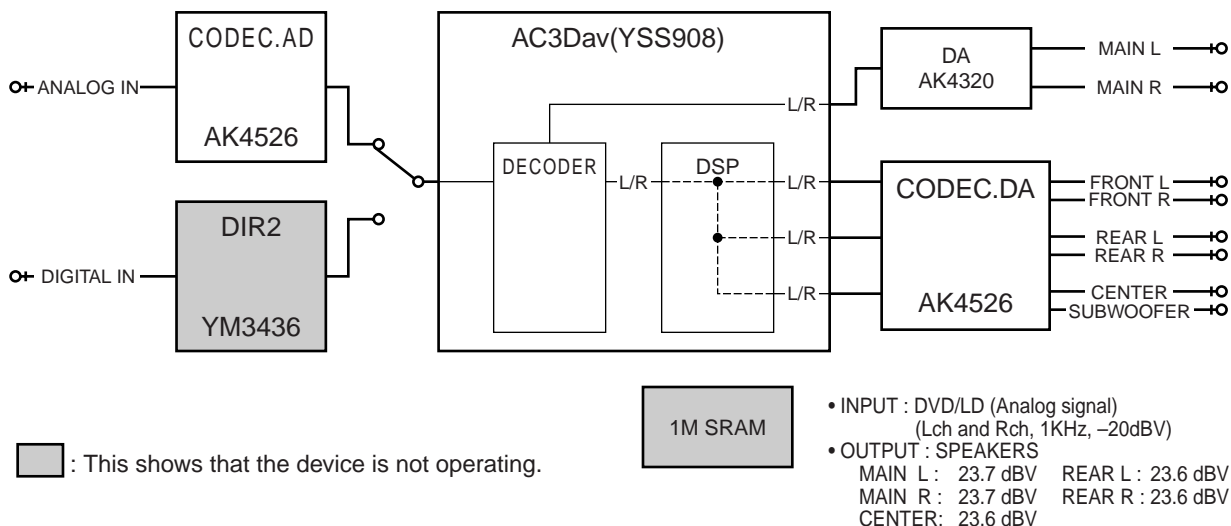 CODEC.AD
AC3Dav(YSS908)
DA
AK4320
MAIN L
MAIN R
ANALOG IN
AK4526
L/R
DECODER
L/R
DSP
L/R
CODEC.DA
FRONT L
FRONT R
DIR2
L/R
REAR L
REAR R
DIGITAL IN
YM3436
L/R
AK4526
CENTER
SUBWOOFER
1M SRAM
: This shows that the device is not operating.
• INPUT : DVD/LD (Analog signal)
(Lch and Rch, 1KHz, –20dBV)
• OUTPUT : SPEAKERS
MAIN L : 23.7 dBV REAR L : 23.6 dBV
MAIN R : 23.7 dBV REAR R : 23.6 dBV
CENTER: 23.6 dBV